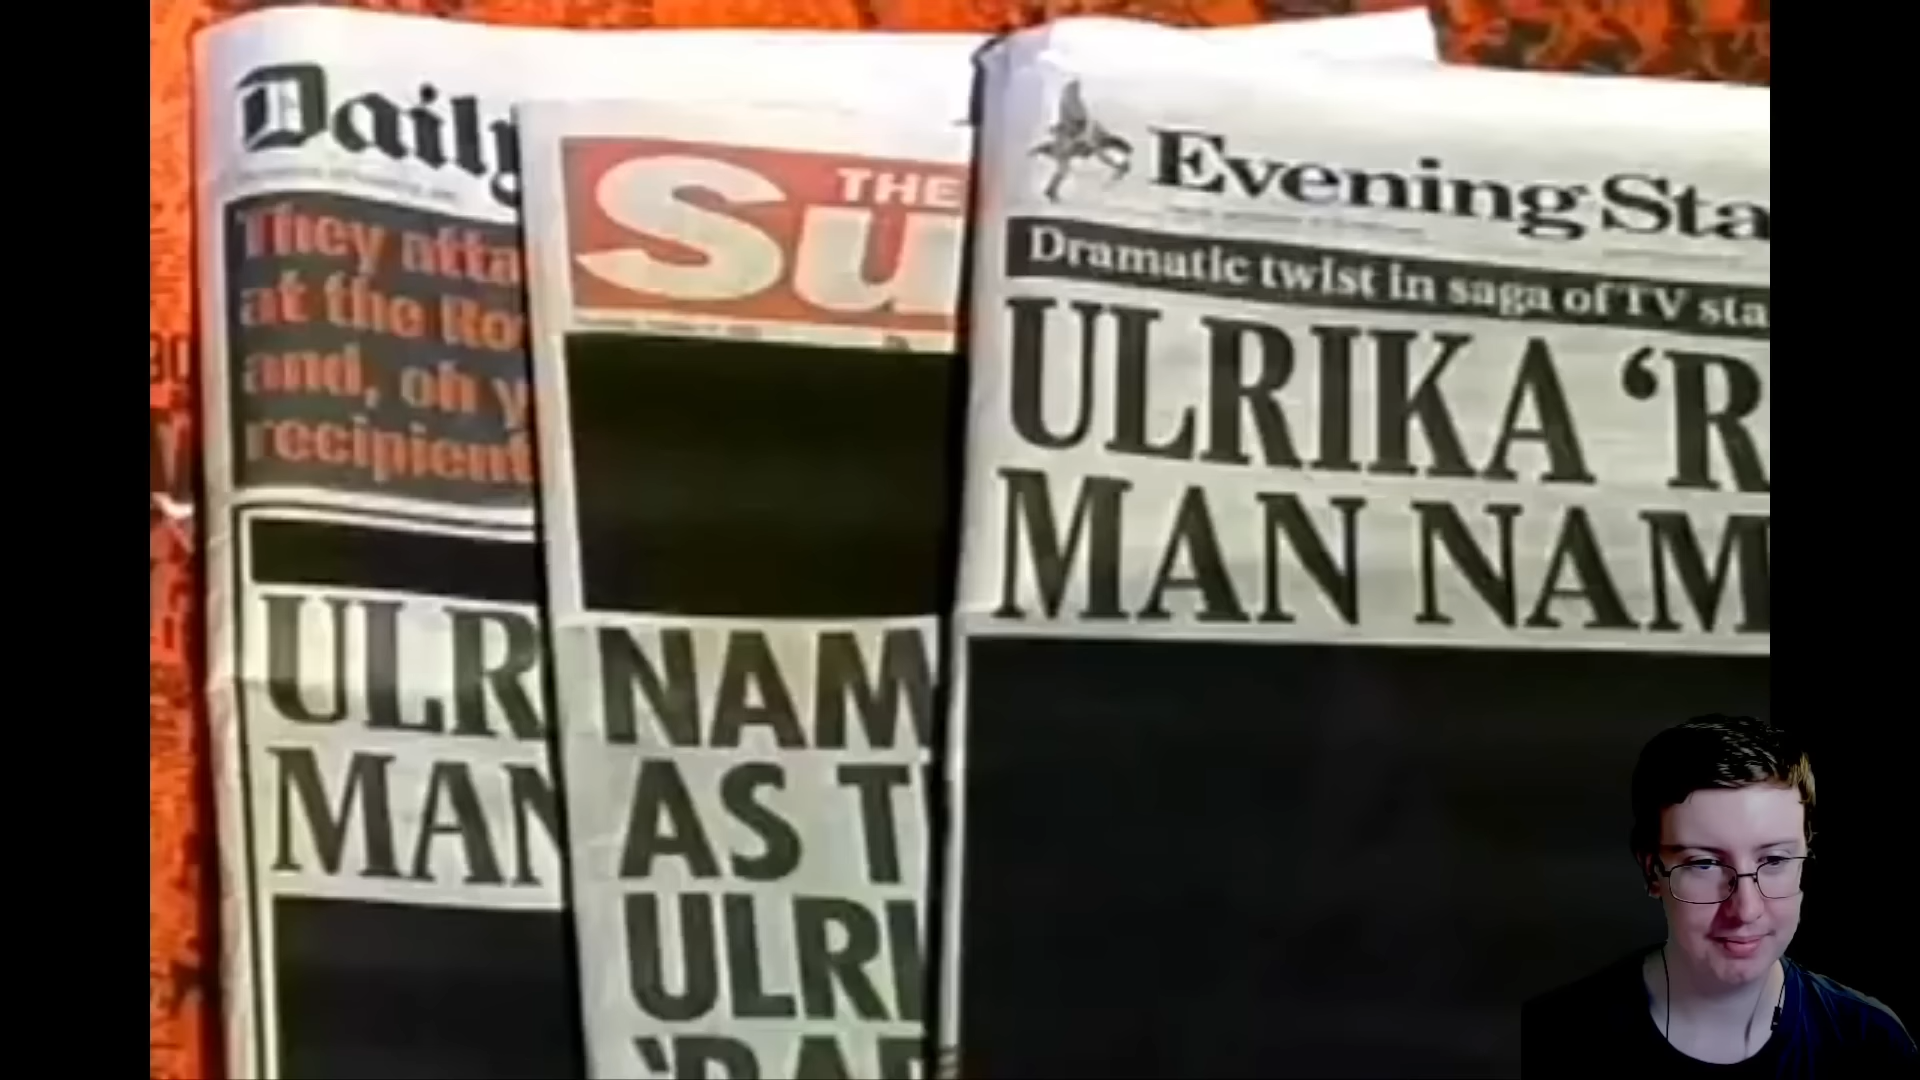 Daily
They atta
at the Ro
and, oh y
recipient
ULR
MAN
THE
Su
NAM
AS T
ULRI
Evening Sta
Dramatic twist in saga of TV sta
ULRIKA ‘R
MAN NAM